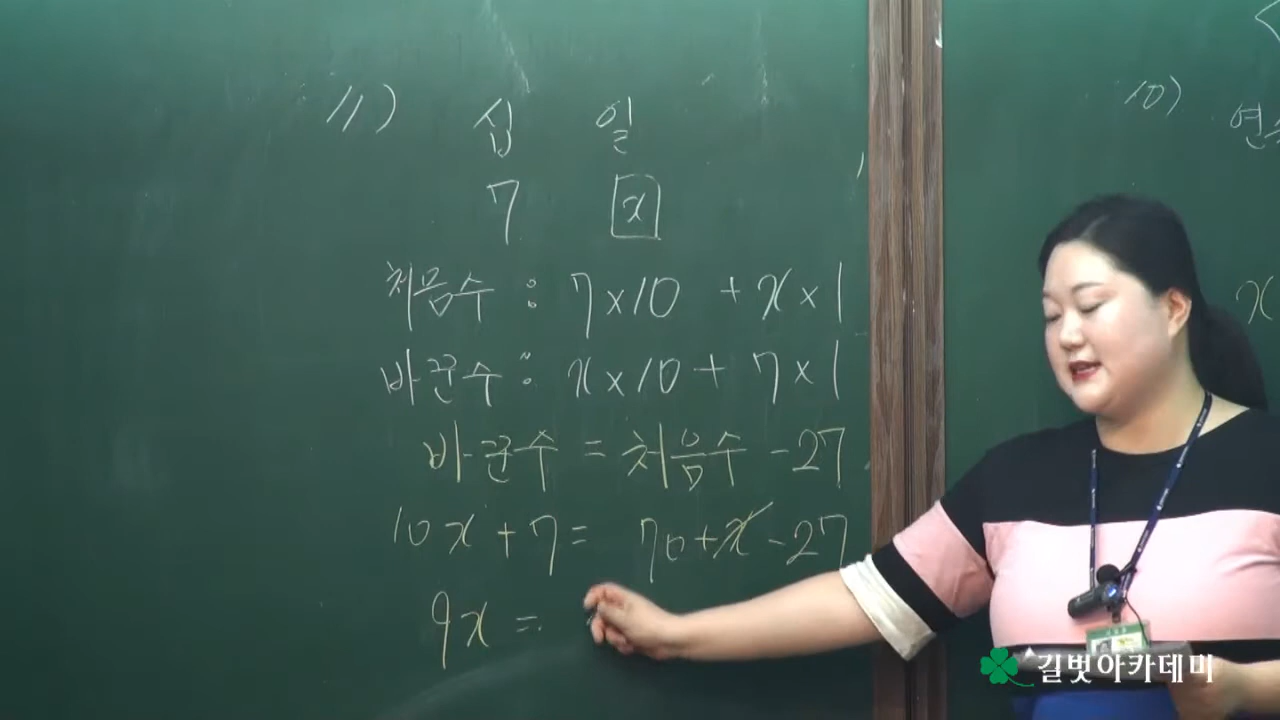 11) 십 일
7 x
처음수 : 7×10 + x×1
바꾼수 : x×10 + 7×1
바꾼수 = 처음수 -27
10x + 7 = 70+x -27
9x =
10)
x
길벗아카데미